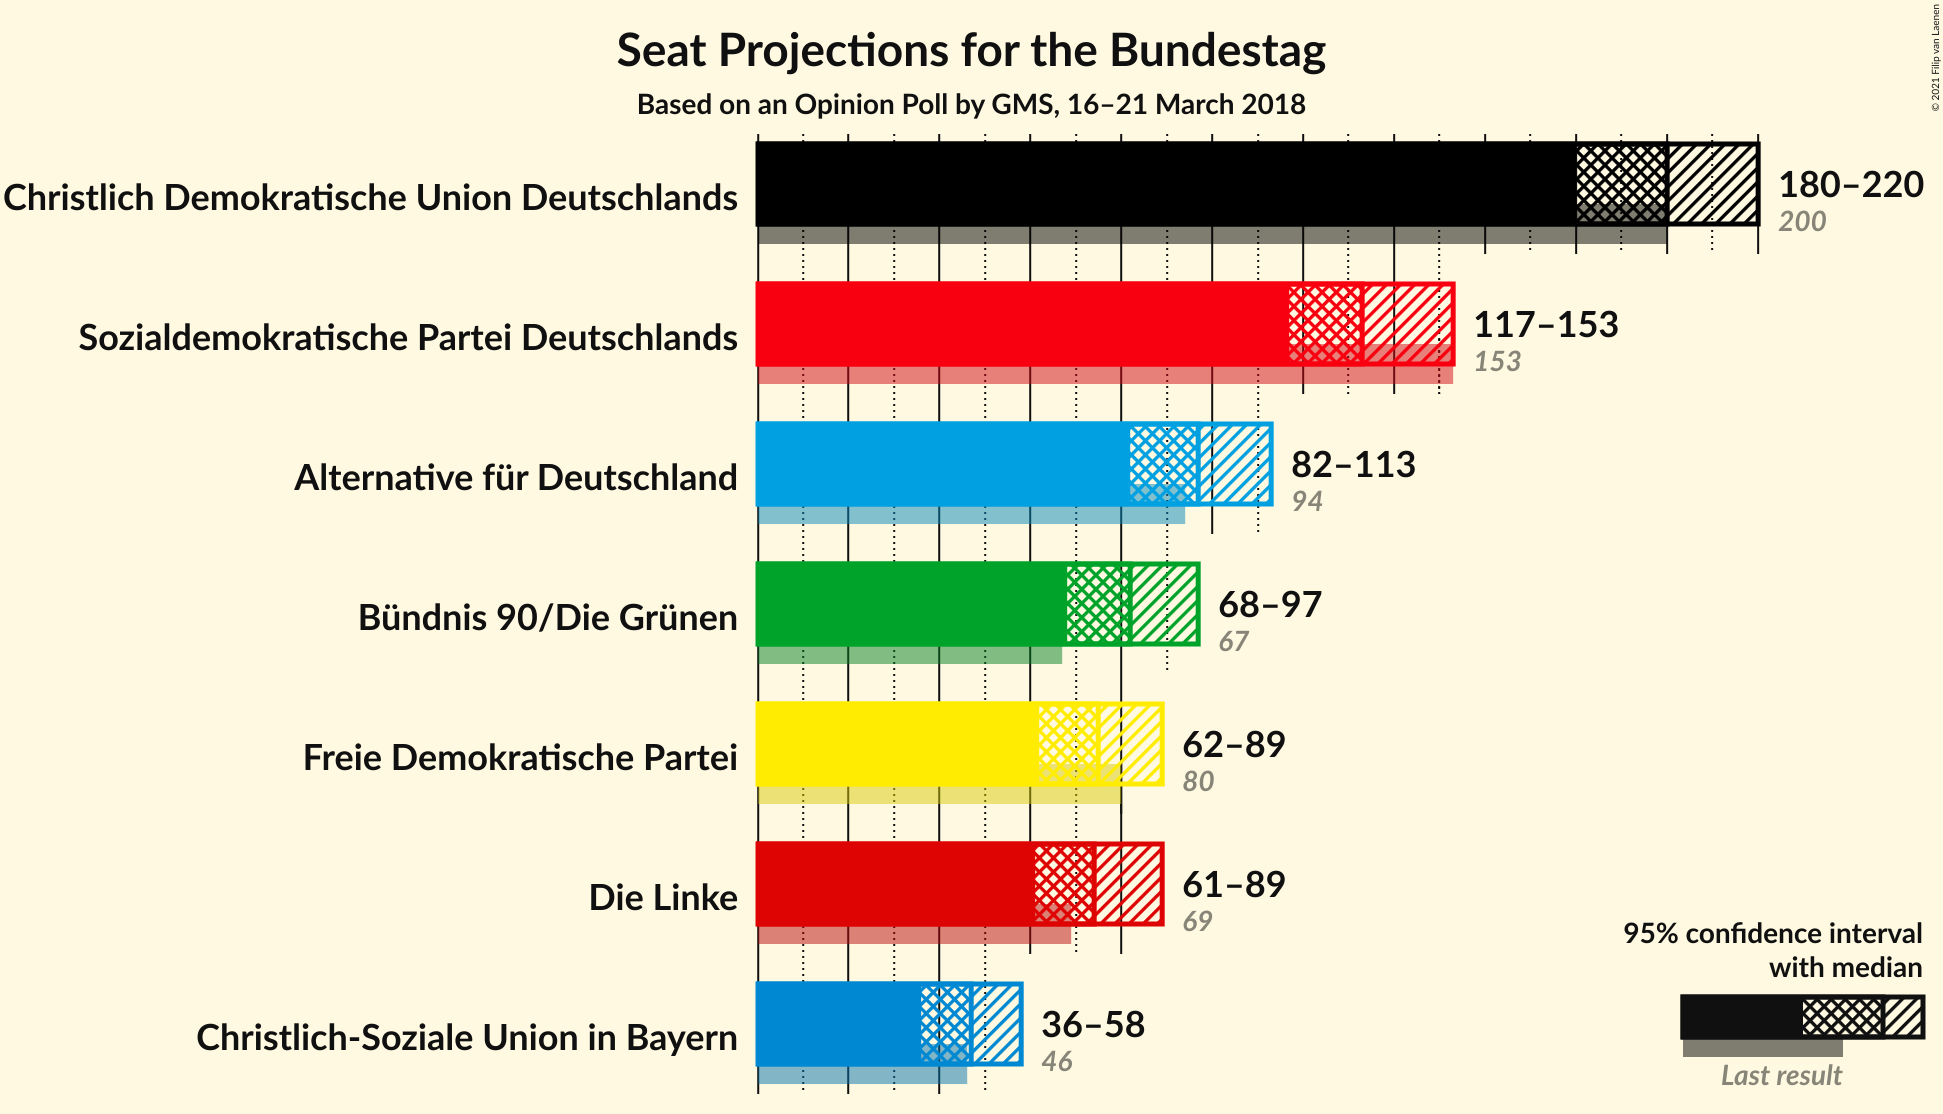 Seat Projections for the Bundestag
Based on an Opinion Poll by GMS, 16–21 March 2018
© 2021 Filip van Laenen
Christlich Demokratische Union Deutschlands
180–220
200
Sozialdemokratische Partei Deutschlands
117–153
153
Alternative für Deutschland
82–113
94
Bündnis 90/Die Grünen
68–97
67
Freie Demokratische Partei
62–89
80
Die Linke
61–89
69
Christlich-Soziale Union in Bayern
36–58
46
95% confidence interval
with median
Last result